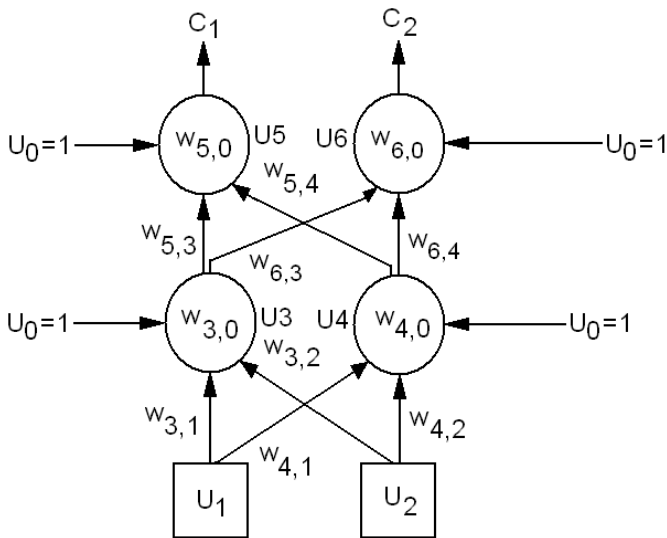 C1 C2
U0=1 w5,0 U5 U6 w6,0 U0=1
w5,4
w5,3 w6,3 w6,4
U0=1 w3,0 U3 U4 w4,0 U0=1
w3,2
w3,1 w4,1 w4,2
U1 U2